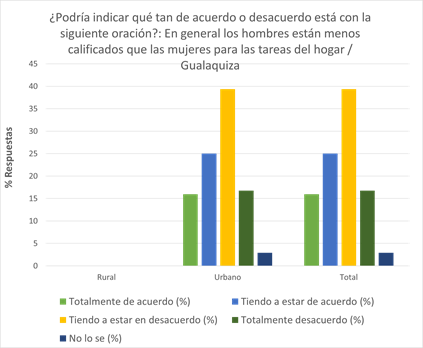 ¿Podría indicar qué tan de acuerdo o desacuerdo está con la
siguiente oración?: En general los hombres están menos
calificados que las mujeres para las tareas del hogar /
Gualaquiza
45
40
35
30
25
20
15
10
5
0
% Respuestas
Rural Urbano Total
Totalmente de acuerdo (%) Tiendo a estar de acuerdo (%)
Tiendo a estar en desacuerdo (%) Totalmente desacuerdo (%)
No lo se (%)